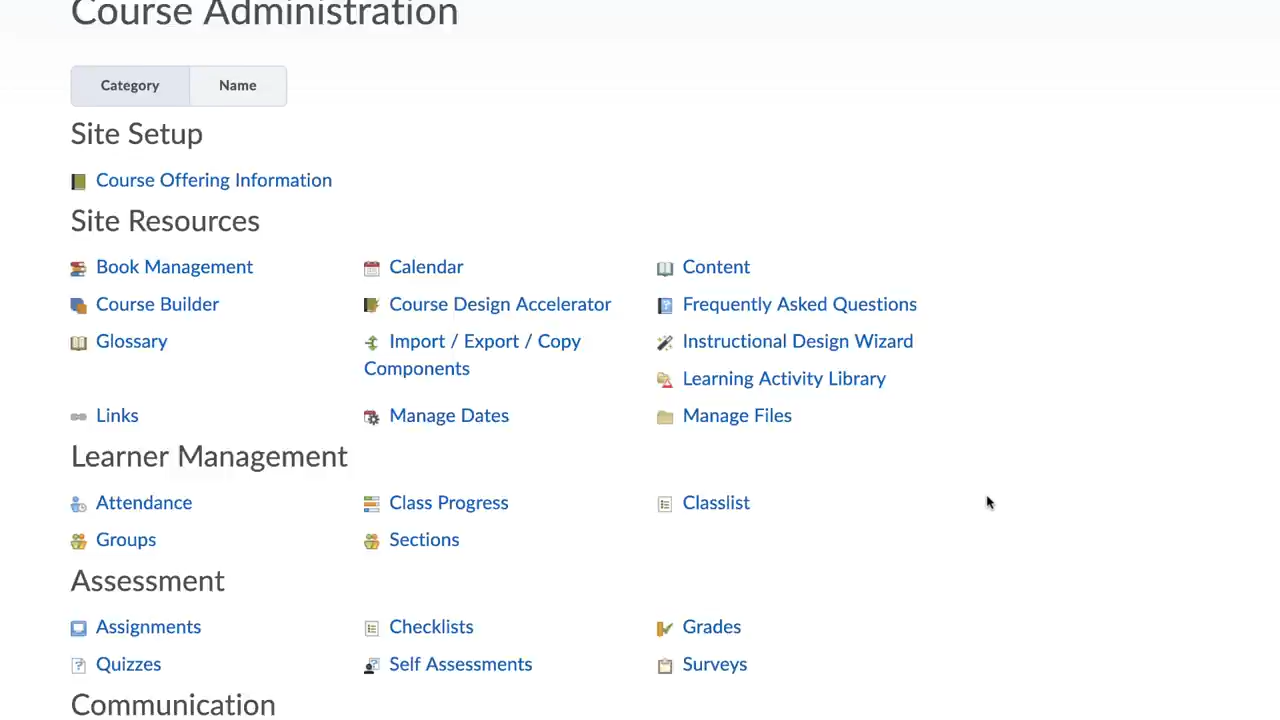 Course Administration
Category Name
Site Setup
Course Offering Information
Site Resources
Book Management Calendar Content
Course Builder Course Design Accelerator Frequently Asked Questions
Glossary Import / Export / Copy Instructional Design Wizard
Components
Learning Activity Library
Links Manage Dates Manage Files
Learner Management
Attendance Class Progress Classlist
Groups Sections
Assessment
Assignments Checklists Grades
Quizzes Self Assessments Surveys
Communication